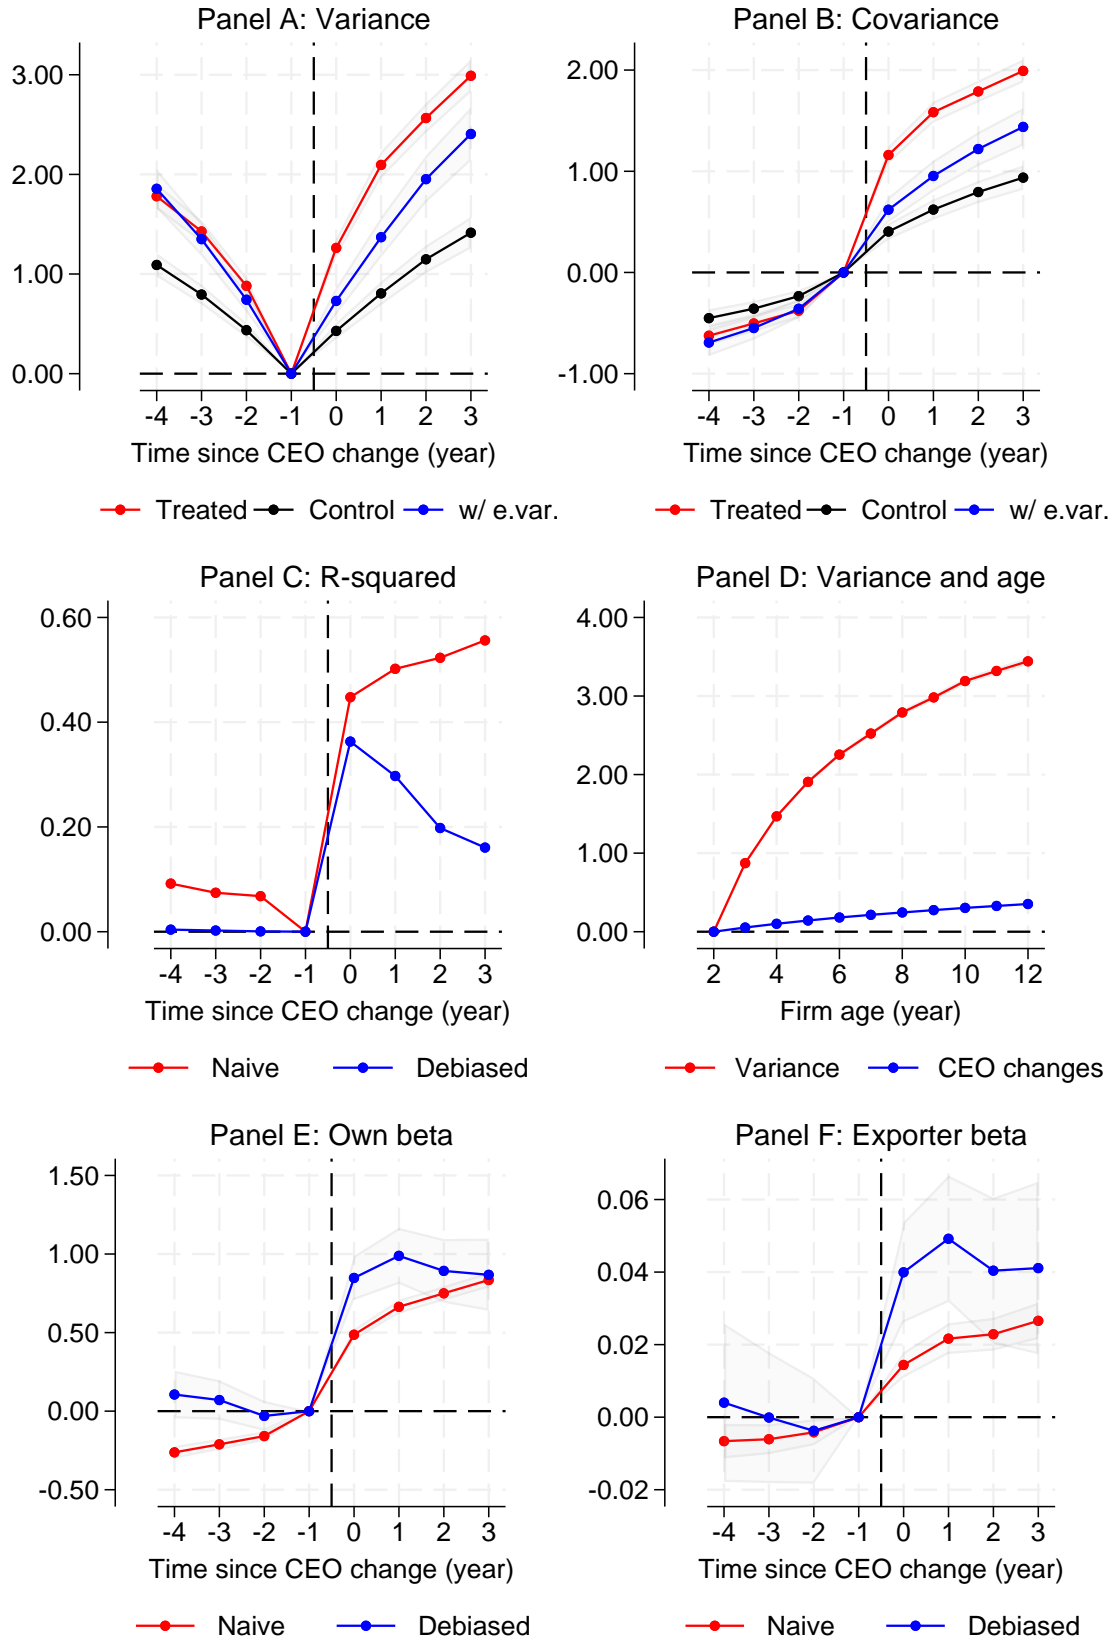 Panel A: Variance
3.00
2.00
1.00
0.00
-4 -3 -2 -1 0 1 2 3
Time since CEO change (year)
Treated Control w/ e.var.
Panel B: Covariance
2.00
1.00
0.00
-1.00
-4 -3 -2 -1 0 1 2 3
Time since CEO change (year)
Treated Control w/ e.var.
Panel C: R-squared
0.60
0.40
0.20
0.00
-4 -3 -2 -1 0 1 2 3
Time since CEO change (year)
Naive Debiased
Panel D: Variance and age
4.00
3.00
2.00
1.00
0.00
2 4 6 8 10 12
Firm age (year)
Variance CEO changes
Panel E: Own beta
1.50
1.00
0.50
0.00
-0.50
-4 -3 -2 -1 0 1 2 3
Time since CEO change (year)
Naive Debiased
Panel F: Exporter beta
0.06
0.04
0.02
0.00
-0.02
-4 -3 -2 -1 0 1 2 3
Time since CEO change (year)
Naive Debiased